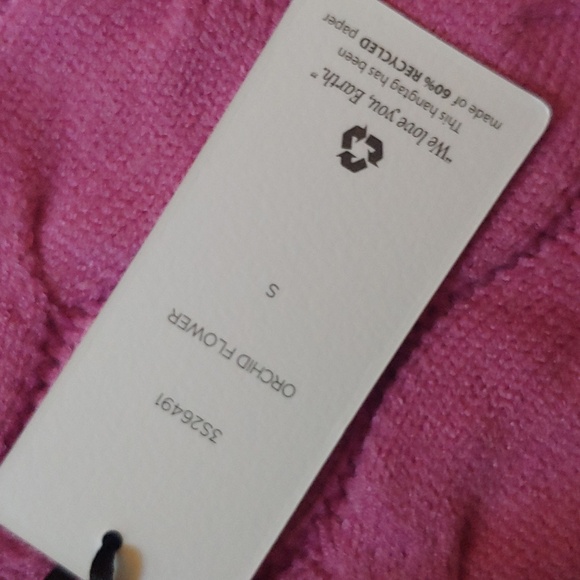 3S26491
ORCHID FLOWER
S
"We love you, Earth."
This hangtag has been
made of 60% RECYCLED paper